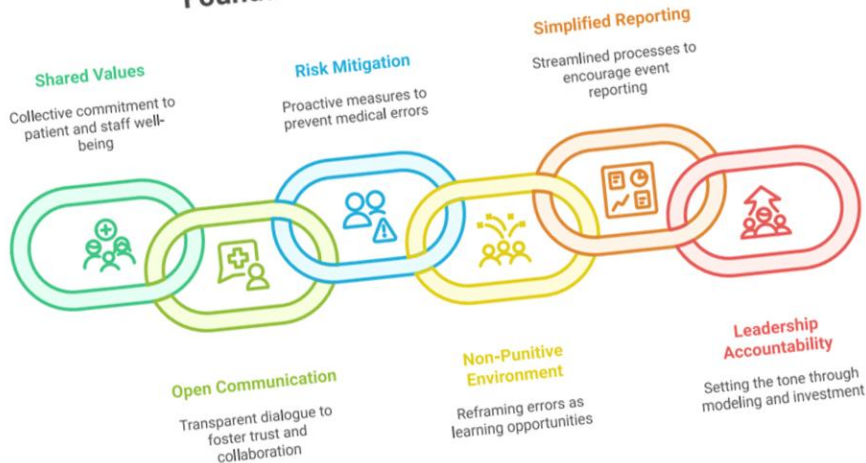 Shared Values
Collective commitment to
patient and staff well-
being
Open Communication
Transparent dialogue to
foster trust and
collaboration
Risk Mitigation
Proactive measures to
prevent medical errors
Non-Punitive
Environment
Reframing errors as
learning opportunities
Simplified Reporting
Streamlined processes to
encourage event
reporting
Leadership
Accountability
Setting the tone through
modeling and investment